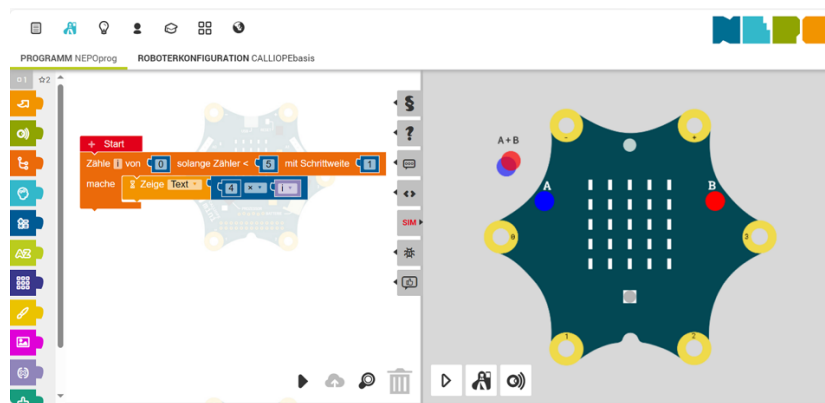 NEPO
PROGRAMM NEPOprog ROBOTERKONFIGURATION CALLIOPEbasis
1 2
+ Start
Zähle i von 0 solange Zähler < 5 mit Schrittweite 1
mache Zeige Text 4 × i
§
?
SIM
A+B
A B
0 3
1 2
- +